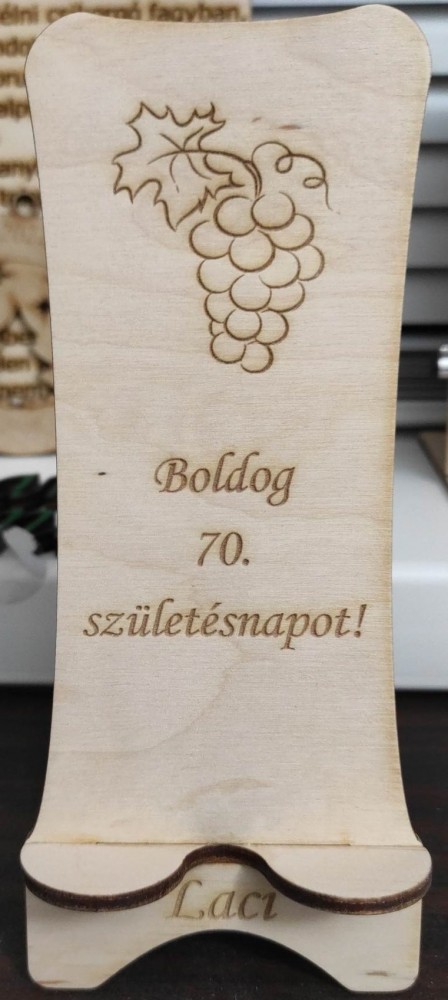 Boldog
70.
születésnapot!
Laci